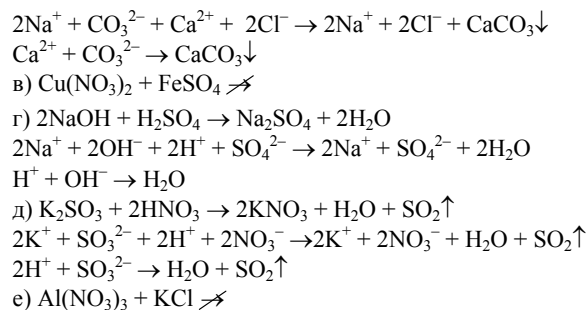 2Na⁺ + CO₃²⁻ + Ca²⁺ + 2Cl⁻ → 2Na⁺ + 2Cl⁻ + CaCO₃↓
Ca²⁺ + CO₃²⁻ → CaCO₃↓
в) Cu(NO₃)₂ + FeSO₄ ↛
г) 2NaOH + H₂SO₄ → Na₂SO₄ + 2H₂O
2Na⁺ + 2OH⁻ + 2H⁺ + SO₄²⁻ → 2Na⁺ + SO₄²⁻ + 2H₂O
H⁺ + OH⁻ → H₂O
д) K₂SO₃ + 2HNO₃ → 2KNO₃ + H₂O + SO₂↑
2K⁺ + SO₃²⁻ + 2H⁺ + 2NO₃⁻ →2K⁺ + 2NO₃⁻ + H₂O + SO₂↑
2H⁺ + SO₃²⁻ → H₂O + SO₂↑
е) Al(NO₃)₃ + KCl ↛